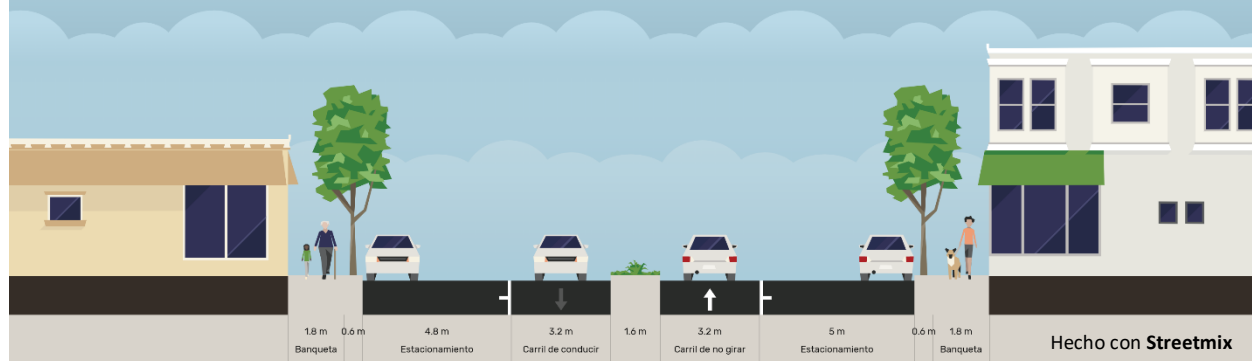 1.8 m
0.6 m
4.8 m
3.2 m
1.6 m
3.2 m
5 m
0.6 m
1.8 m
Banqueta
Estacionamiento
Carril de conducir
Carril de no girar
Estacionamiento
Banqueta
Hecho con Streetmix